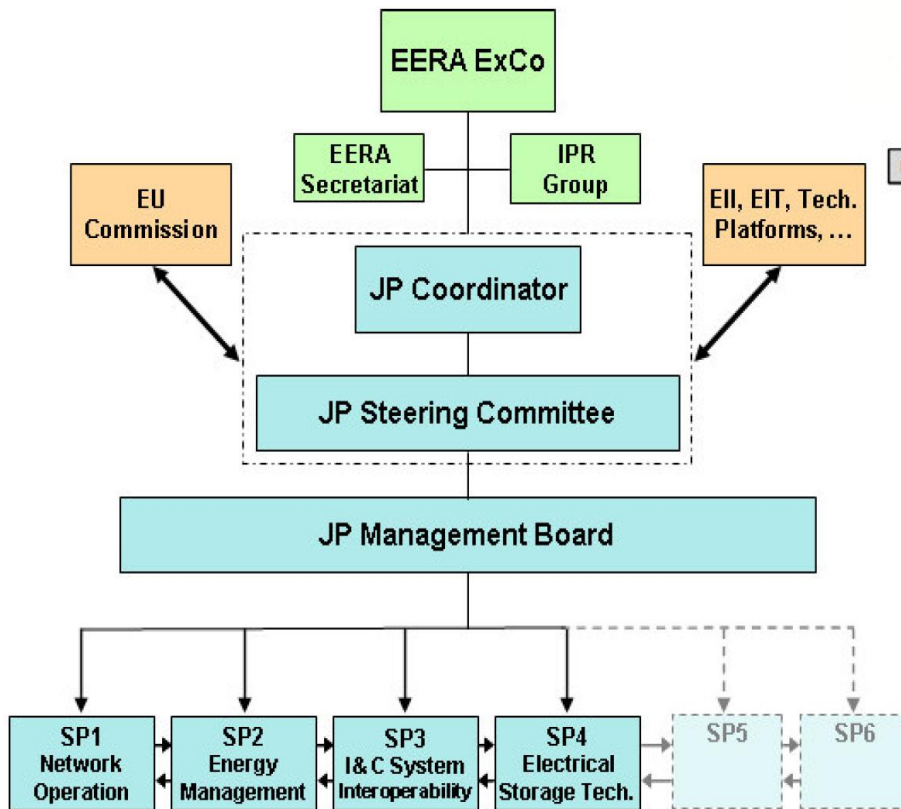 EERA ExCo
EERA
Secretariat
IPR
Group
EU
Commission
EII, EIT, Tech.
Platforms, ...
JP Coordinator
JP Steering Committee
JP Management Board
SP1
Network
Operation
SP2
Energy
Management
SP3
I&C System
Interoperability
SP4
Electrical
Storage Tech.
SP5
SP6